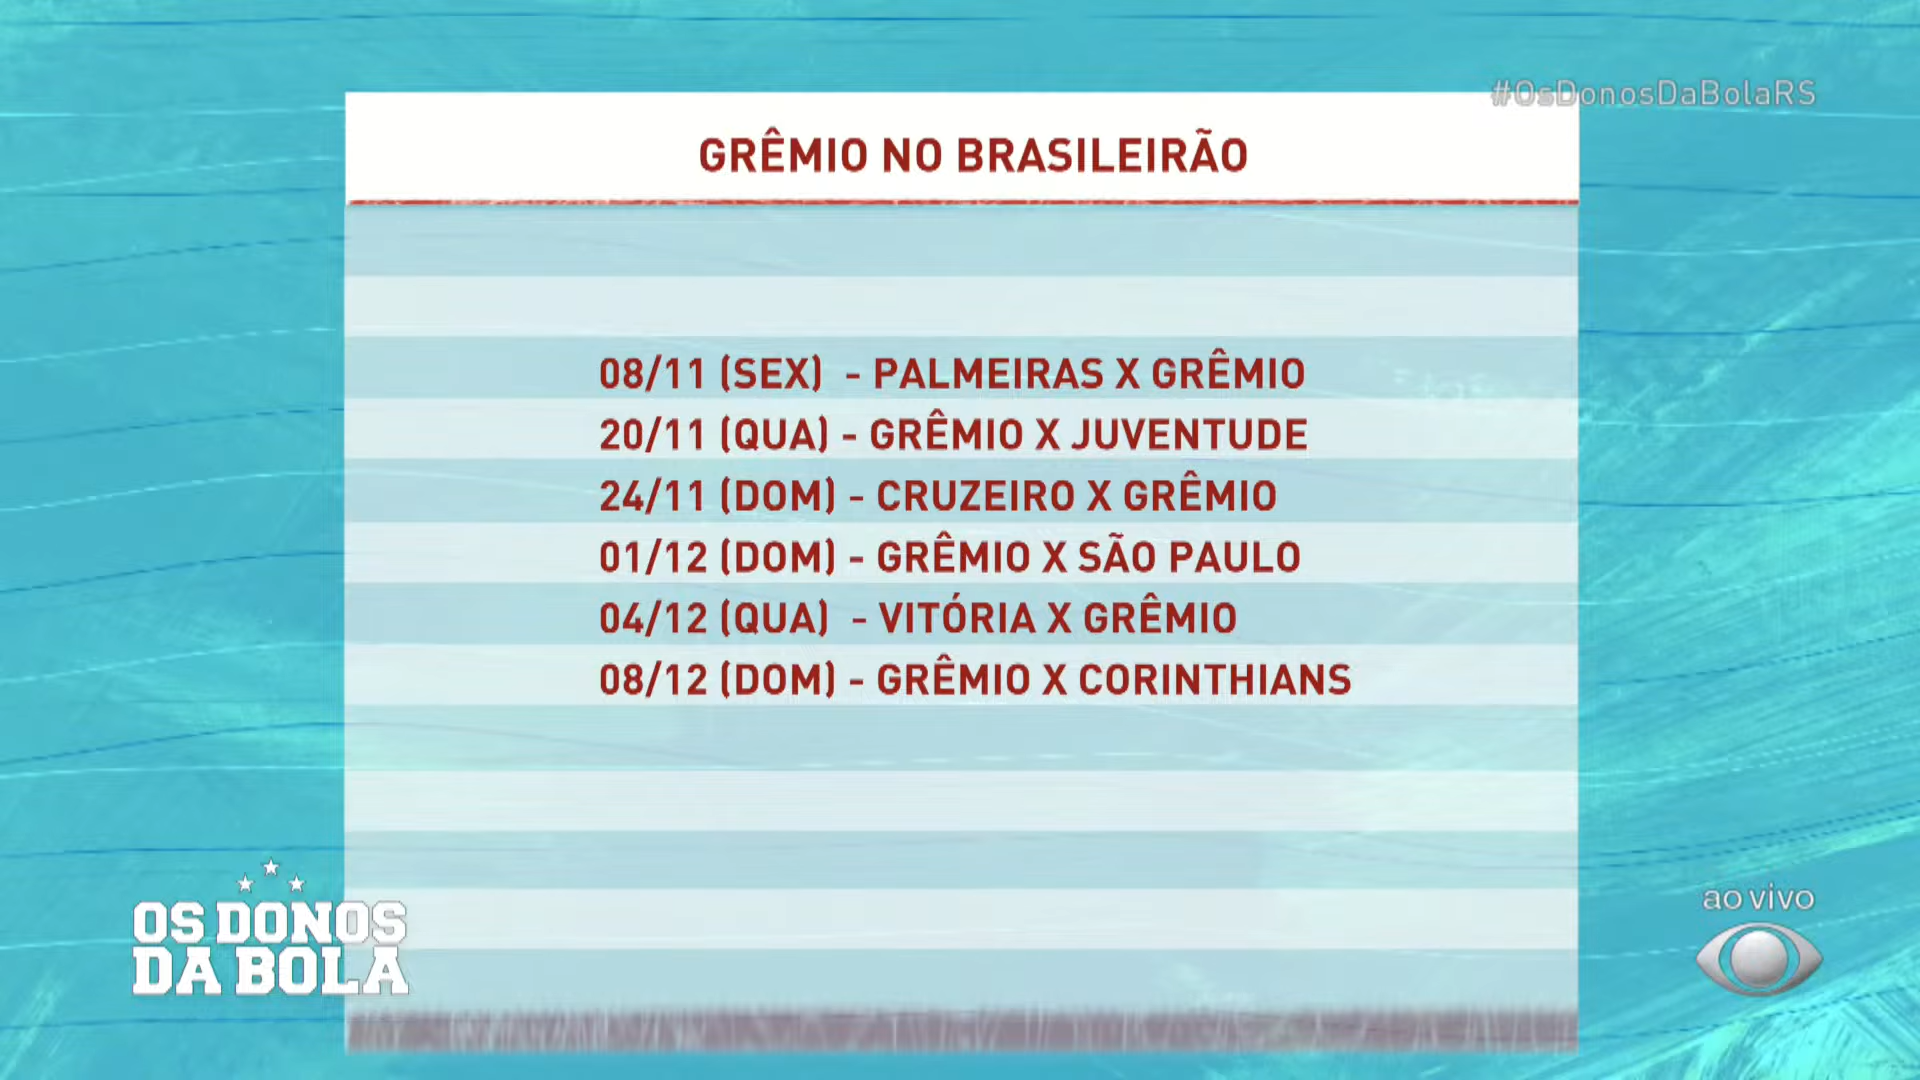 #OsDonosDaBolaRS
GRÊMIO NO BRASILEIRÃO
08/11 (SEX) - PALMEIRAS X GRÊMIO
20/11 (QUA) - GRÊMIO X JUVENTUDE
24/11 (DOM) - CRUZEIRO X GRÊMIO
01/12 (DOM) - GRÊMIO X SÃO PAULO
04/12 (QUA) - VITÓRIA X GRÊMIO
08/12 (DOM) - GRÊMIO X CORINTHIANS
OS DONOS
DA BOLA
ao vivo